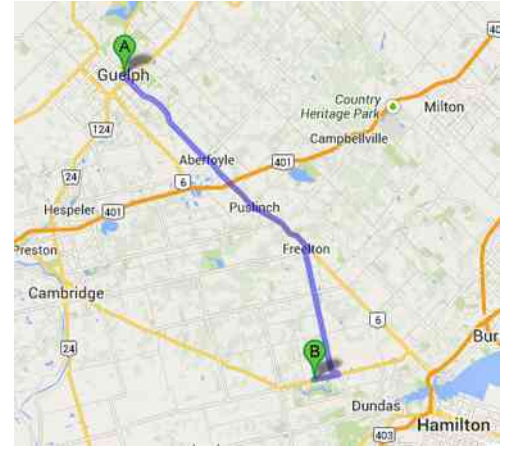 A
Guelph
40
Country
Heritage Park
Milton
124
Campbellville
Aberfoyle
401
24
6
Hespeler
401
Puslinch
Preston
Freelton
Cambridge
6
24
Bur
B
Dundas
Hamilton
403